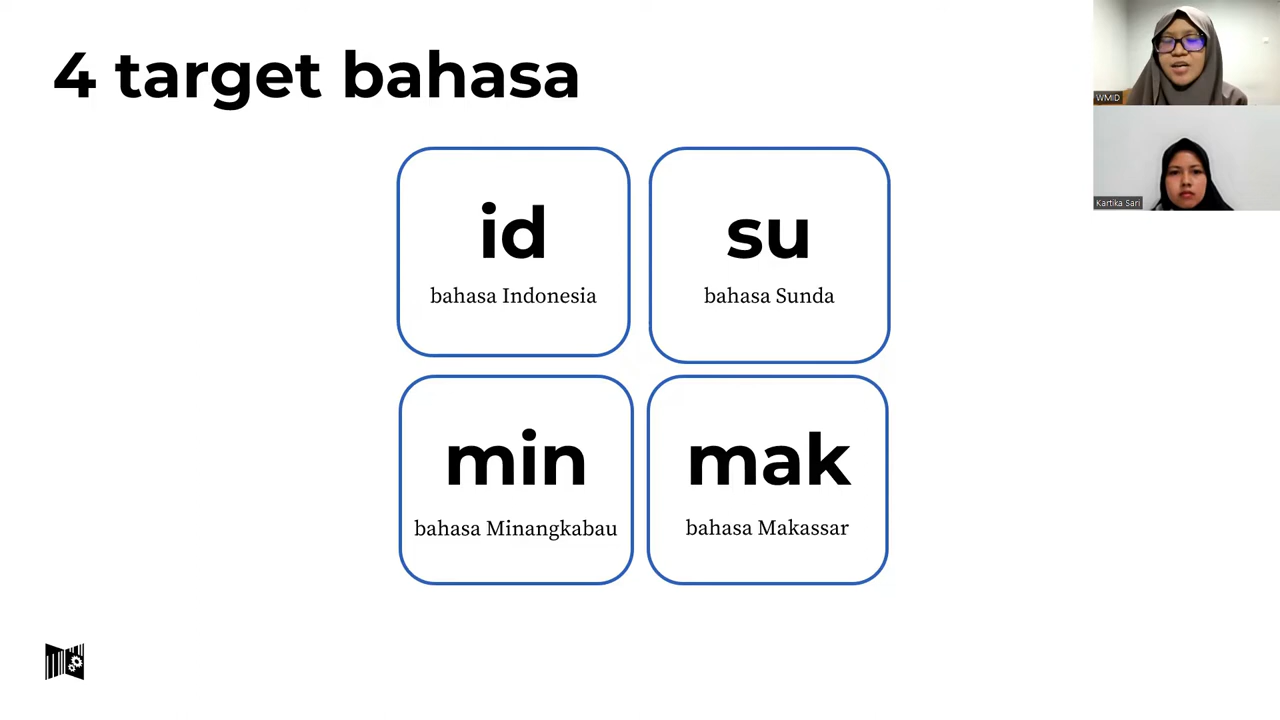 4 target bahasa
id
bahasa Indonesia
su
bahasa Sunda
min
bahasa Minangkabau
mak
bahasa Makassar
WMID
Kartika Sari